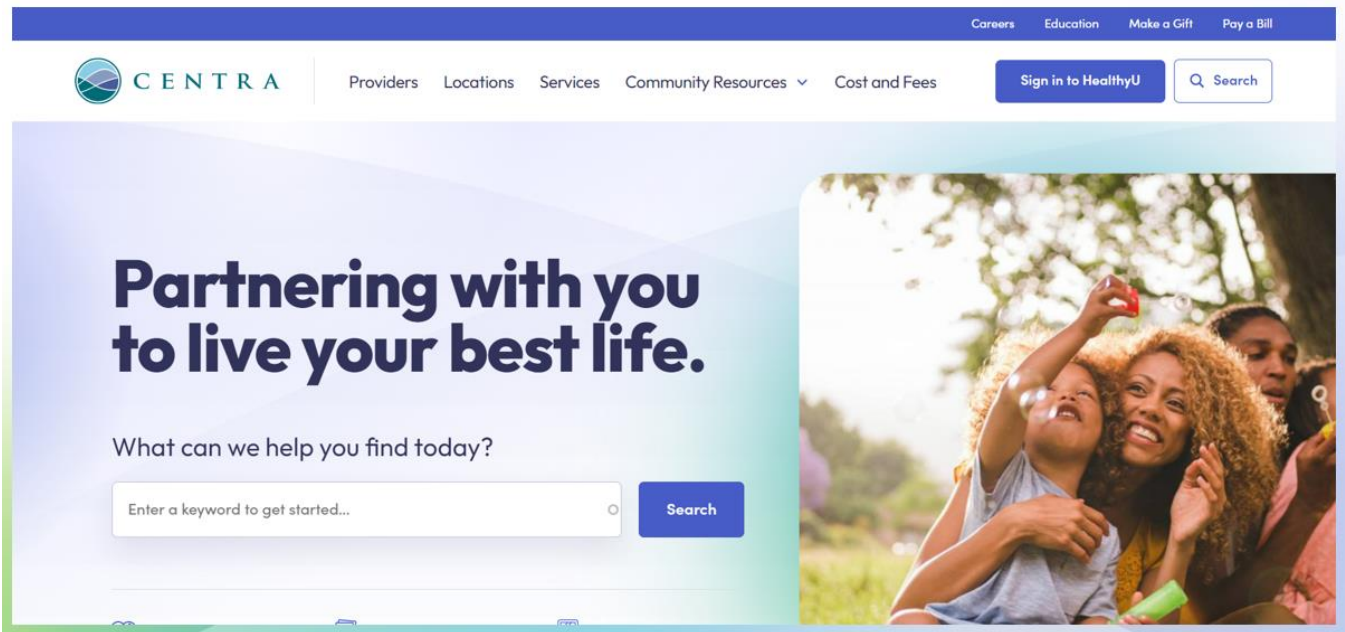 Careers Education Make a Gift Pay a Bill
CENTRA Providers Locations Services Community Resources Cost and Fees Sign in to HealthyU Search
Partnering with you
to live your best life.
What can we help you find today?
Enter a keyword to get started... Search